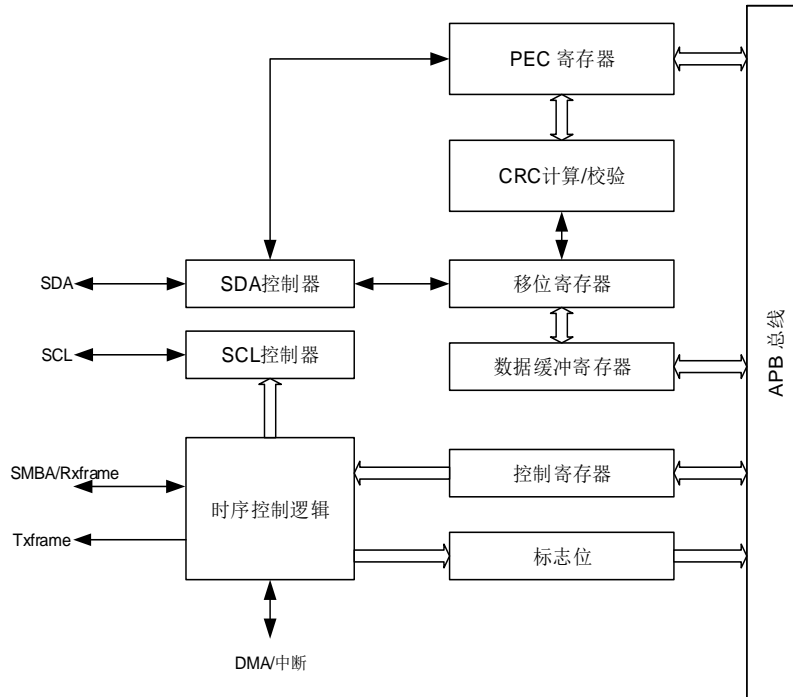 PEC 寄存器
CRC计算/校验
SDA
SDA控制器
移位寄存器
SCL
SCL控制器
数据缓冲寄存器
APB 总线
SMBA/Rxframe
时序控制逻辑
控制寄存器
Txframe
标志位
DMA/中断